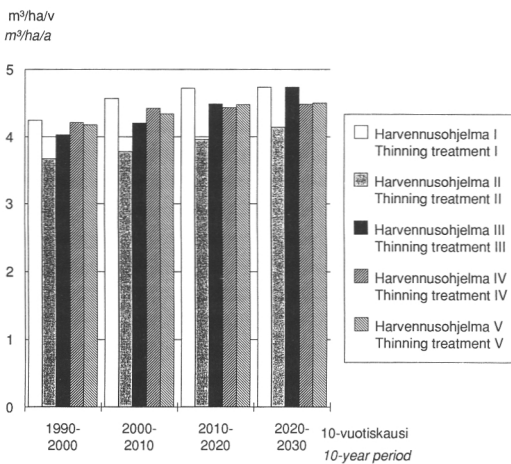 m³/ha/v
m³/ha/a
5
4
3
2
1
0
1990-
2000
2000-
2010
2010-
2020
2020-
2030
10-vuotiskausi
10-year period
Harvennusohjelma I
Thinning treatment I
Harvennusohjelma II
Thinning treatment II
Harvennusohjelma III
Thinning treatment III
Harvennusohjelma IV
Thinning treatment IV
Harvennusohjelma V
Thinning treatment V